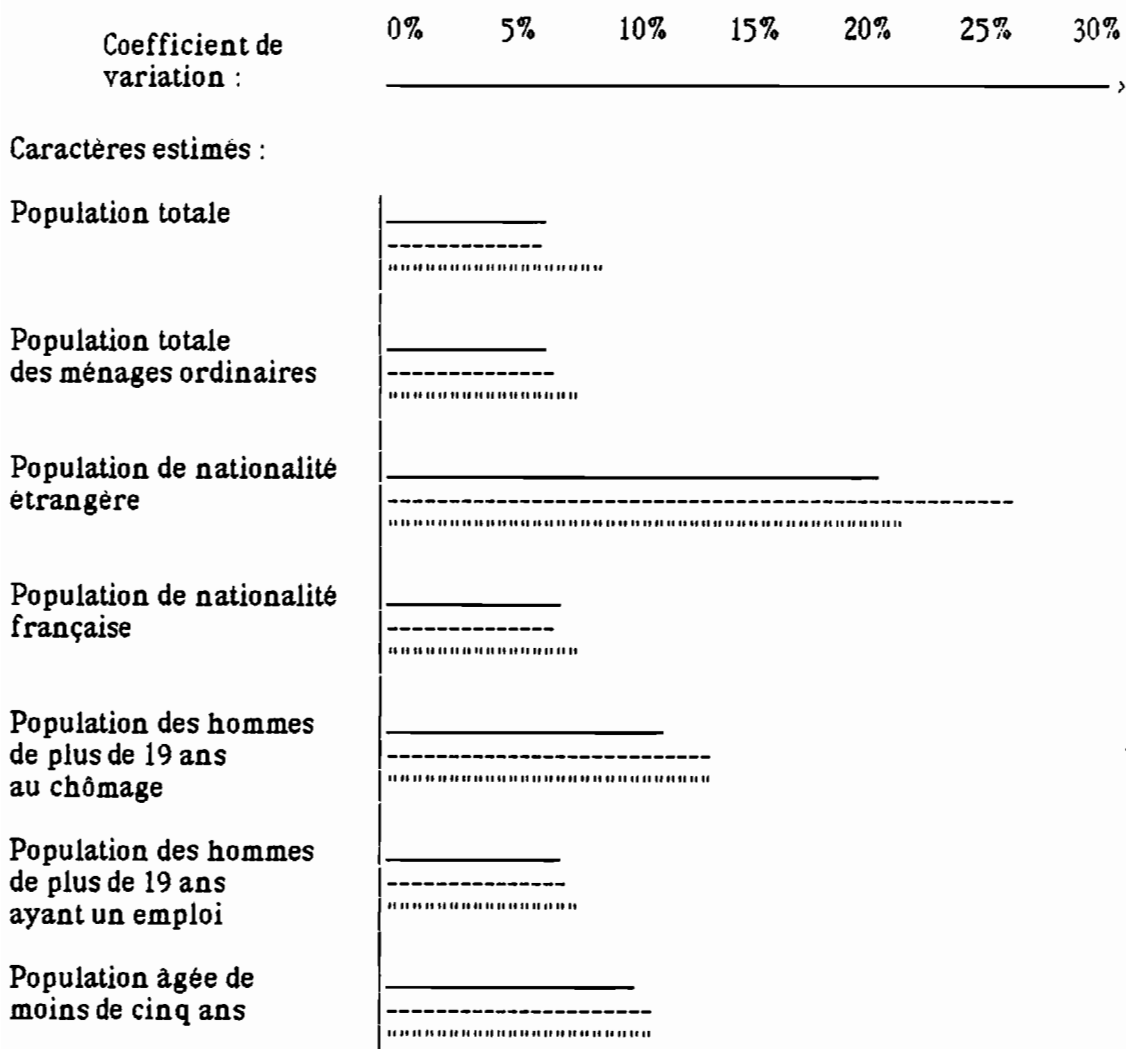 0% 5% 10% 15% 20% 25% 30%
Coefficient de
variation :
Caractères estimés :
Population totale
Population totale
des ménages ordinaires
Population de nationalité
étrangère
Population de nationalité
française
Population des hommes
de plus de 19 ans
au chômage
Population des hommes
de plus de 19 ans
ayant un emploi
Population âgée de
moins de cinq ans